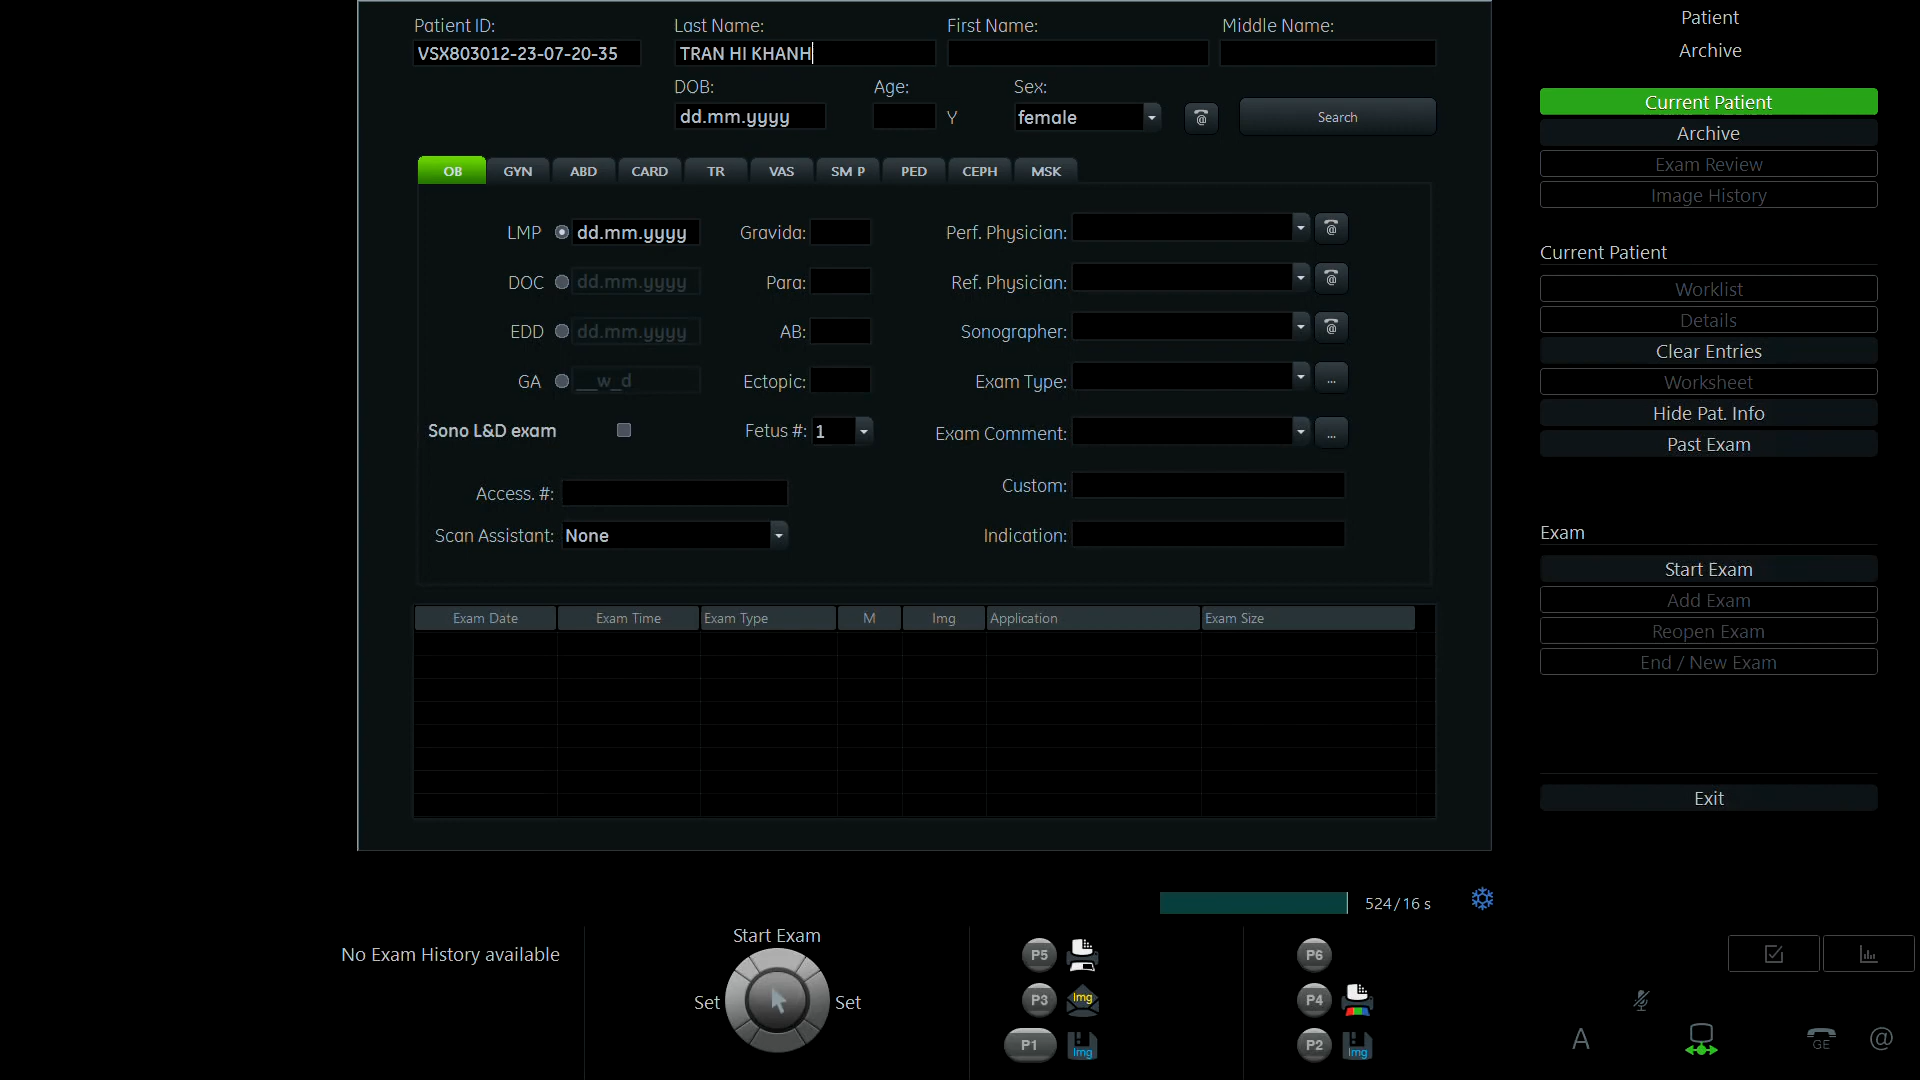 Patient ID: Last Name: First Name: Middle Name:
VSX803012-23-07-20-35 TRAN HI KHANH
DOB: Age: Sex:
dd.mm.yyyy Y female @ Search
OB GYN ABD CARD TR VAS SM P PED CEPH MSK
LMP dd.mm.yyyy Gravida: Perf. Physician: @
DOC dd.mm.yyyy Para: Ref. Physician: @
EDD dd.mm.yyyy AB: Sonographer: @
GA __w_d Ectopic: Exam Type: ...
Sono L&D exam Fetus #: 1 Exam Comment: ...
Access. #: Custom:
Scan Assistant: None Indication:
Exam Date Exam Time Exam Type M Img Application Exam Size
Patient
Archive
Current Patient
Archive
Exam Review
Image History
Current Patient
Worklist
Details
Clear Entries
Worksheet
Hide Pat. Info
Past Exam
Exam
Start Exam
Add Exam
Reopen Exam
End / New Exam
Exit
524/16 s
No Exam History available
Start Exam
Set Set
P5 P6
P3 Img P4
P1 Img P2 Img
A GE @